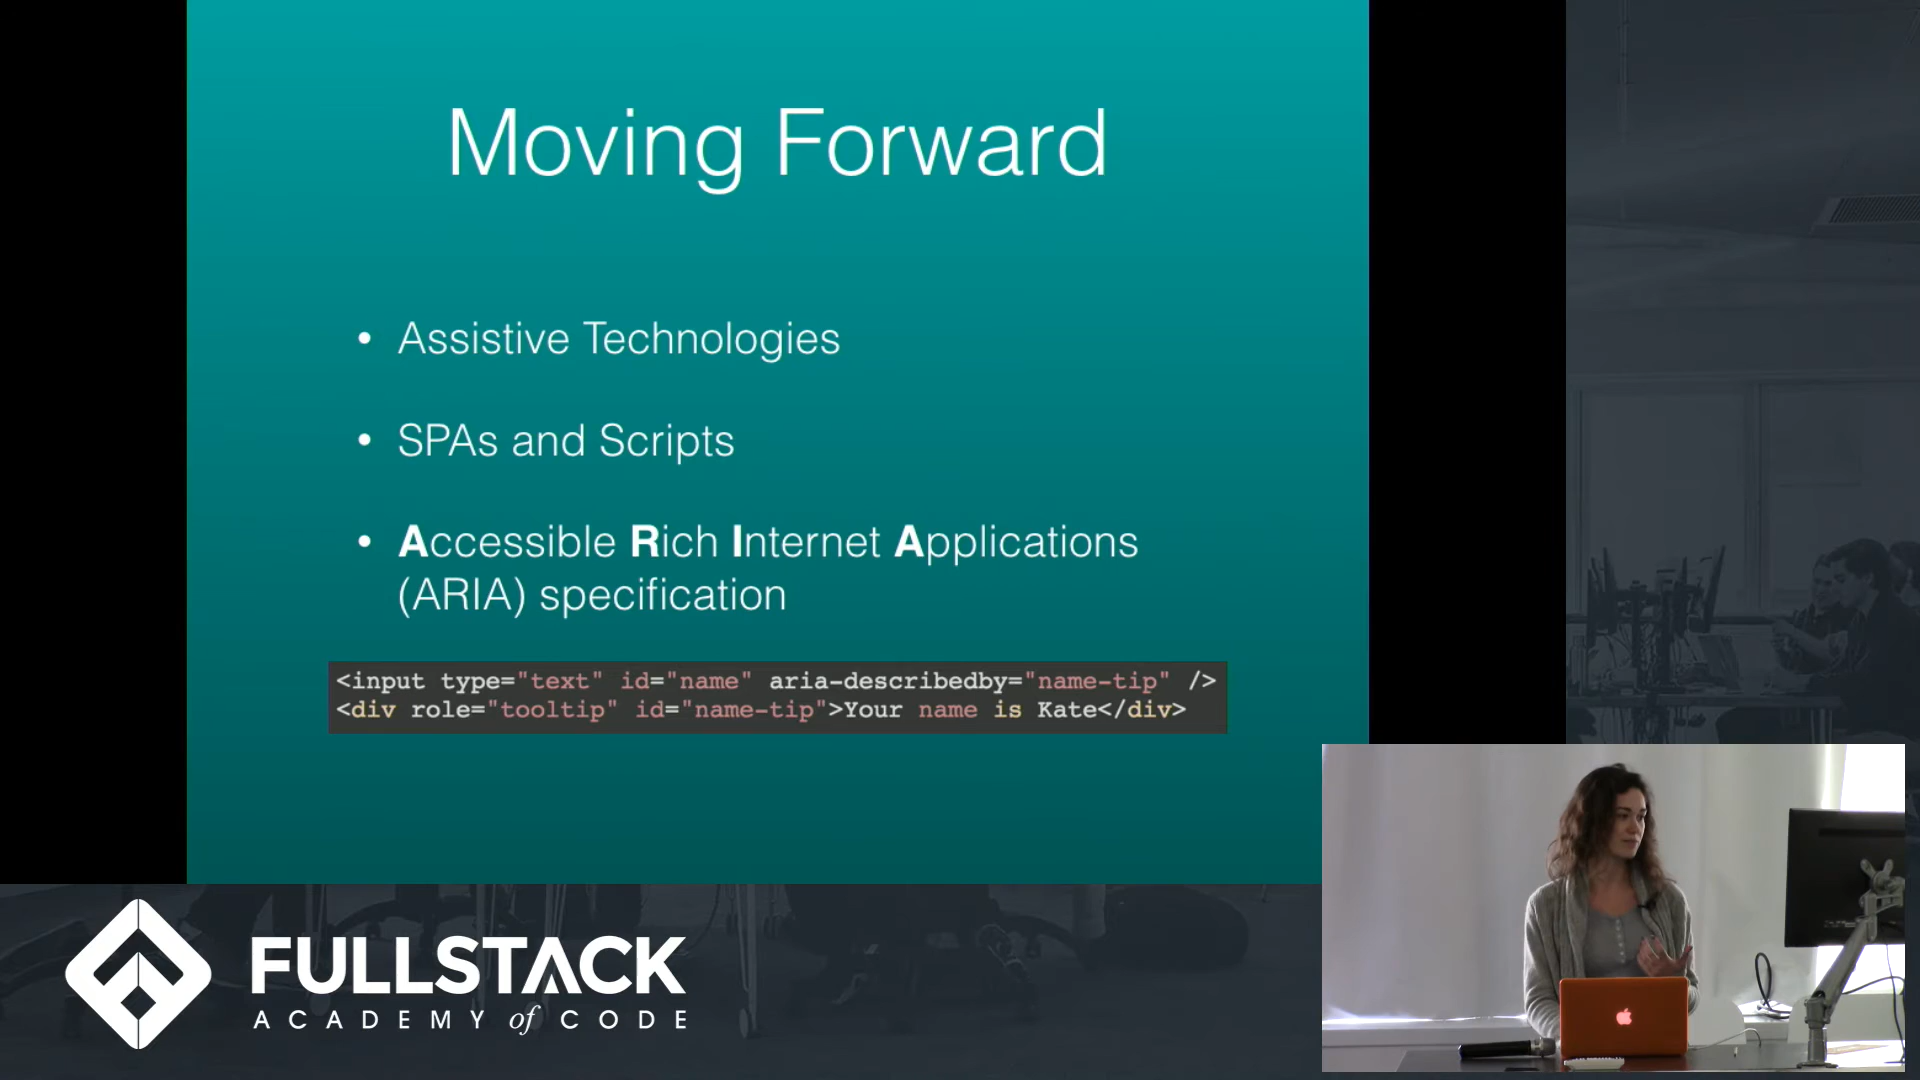 Moving Forward
• Assistive Technologies
• SPAs and Scripts
• Accessible Rich Internet Applications
(ARIA) specification
<input type="text" id="name" aria-describedby="name-tip" />
<div role="tooltip" id="name-tip">Your name is Kate</div>
FULLSTACK
ACADEMY of CODE